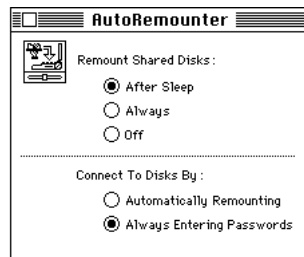 AutoRemounter
Remount Shared Disks:
After Sleep
Always
Off
Connect To Disks By:
Automatically Remounting
Always Entering Passwords